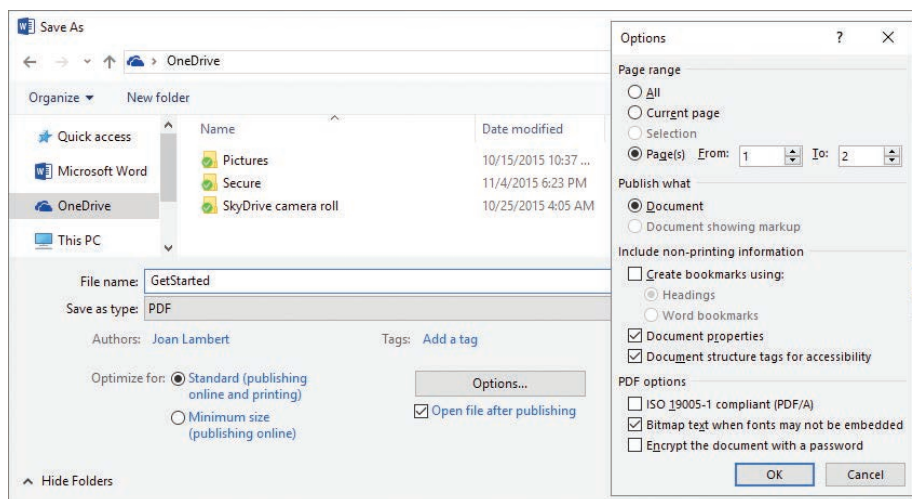 Save As
OneDrive
Organize
New folder
Quick access
Microsoft Word
OneDrive
This PC
Name
Date modified
Pictures
10/15/2015 10:37 ...
Secure
11/4/2015 6:23 PM
SkyDrive camera roll
10/25/2015 4:05 AM
File name: GetStarted
Save as type: PDF
Authors: Joan Lambert
Tags: Add a tag
Optimize for: Standard (publishing
online and printing)
Minimum size
(publishing online)
Options...
Open file after publishing
Hide Folders
Options
?
Page range
All
Current page
Selection
Page(s) From: 1 To: 2
Publish what
Document
Document showing markup
Include non-printing information
Create bookmarks using:
Headings
Word bookmarks
Document properties
Document structure tags for accessibility
PDF options
ISO 19005-1 compliant (PDF/A)
Bitmap text when fonts may not be embedded
Encrypt the document with a password
OK
Cancel